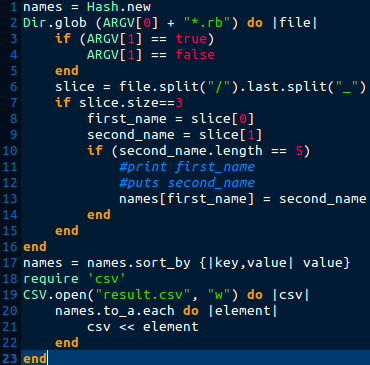 1 names = Hash.new
2 Dir.glob (ARGV[0] + "*.rb") do |file|
3     if (ARGV[1] == true)
4         ARGV[1] == false
5     end
6     slice = file.split("/").last.split("_")
7     if slice.size==3
8         first_name = slice[0]
9         second_name = slice[1]
10         if (second_name.length == 5)
11             #print first_name
12             #puts second_name
13             names[first_name] = second_name
14         end
15     end
16 end
17 names = names.sort_by {|key,value| value}
18 require 'csv'
19 CSV.open("result.csv", "w") do |csv|
20     names.to_a.each do |element|
21         csv << element
22     end
23 end